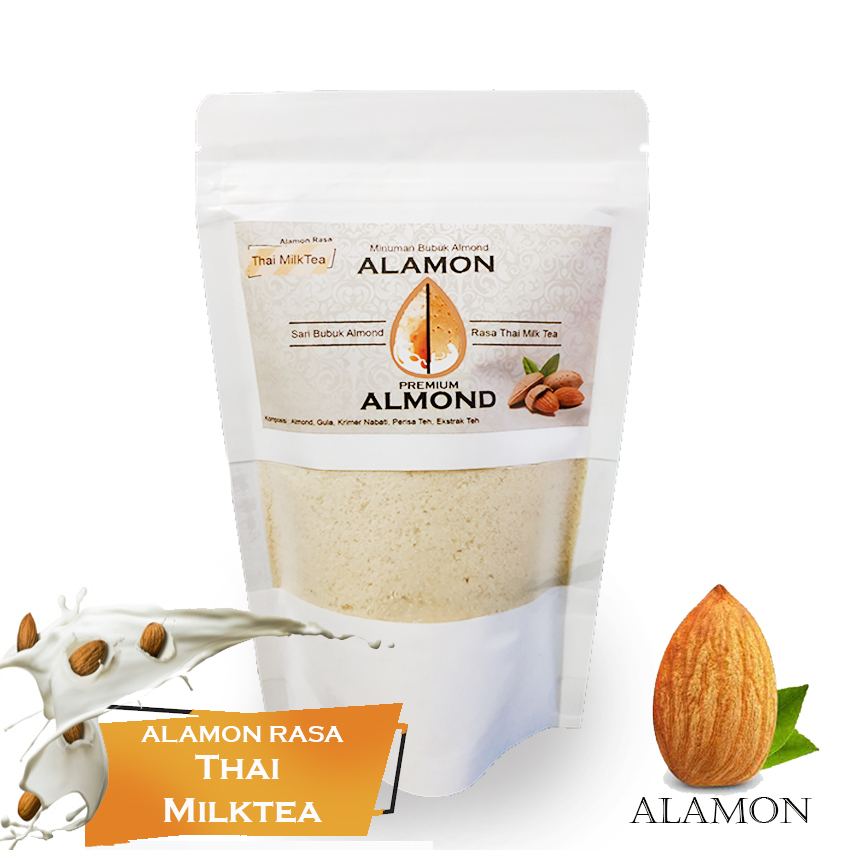 Alamon Rasa
Thai MilkTea
Minuman Bubuk Almond
ALAMON
Sari Bubuk Almond
Rasa Thai Milk Tea
PREMIUM
ALMOND
Komposisi : Almond, Gula, Krimer Nabati, Perisa Teh, Ekstrak Teh
ALAMON RASA
THAI
MILKTEA
ALAMON